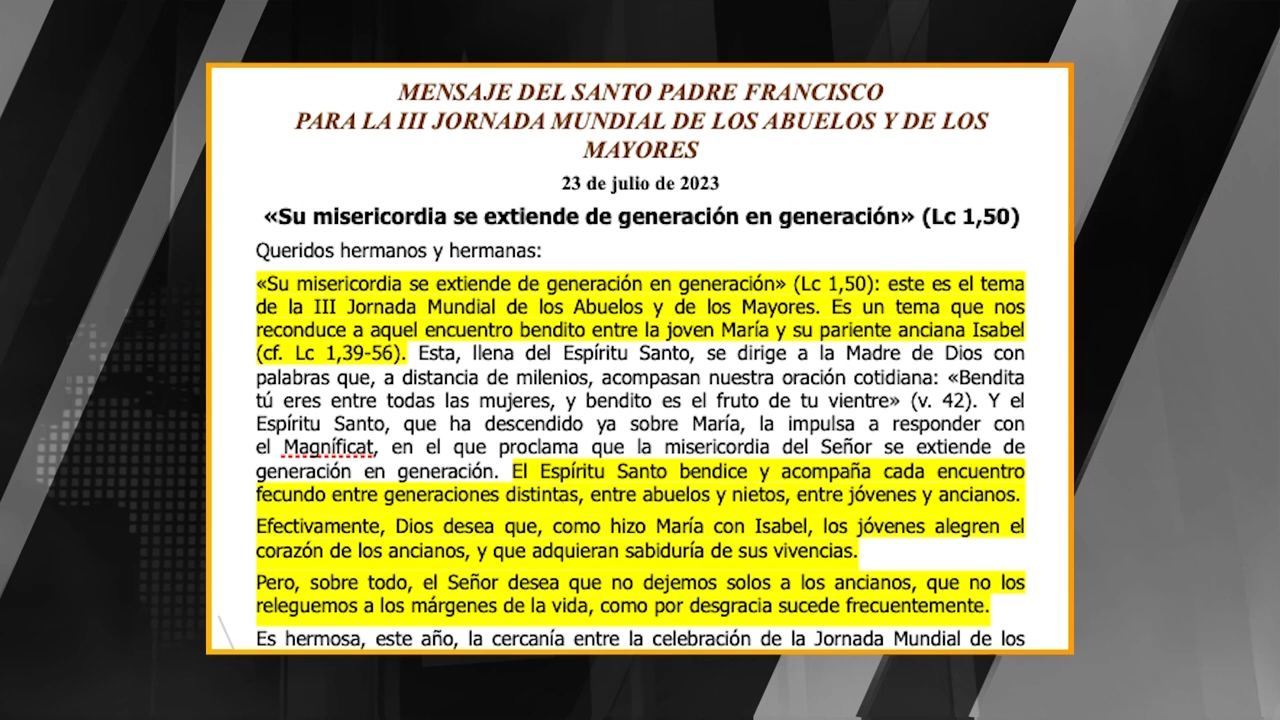 MENSAJE DEL SANTO PADRE FRANCISCO
PARA LA III JORNADA MUNDIAL DE LOS ABUELOS Y DE LOS
MAYORES
23 de julio de 2023
«Su misericordia se extiende de generación en generación» (Lc 1,50)
Queridos hermanos y hermanas:
«Su misericordia se extiende de generación en generación» (Lc 1,50): este es el tema
de la III Jornada Mundial de los Abuelos y de los Mayores. Es un tema que nos
reconduce a aquel encuentro bendito entre la joven María y su pariente anciana Isabel
(cf. Lc 1,39-56). Esta, llena del Espíritu Santo, se dirige a la Madre de Dios con
palabras que, a distancia de milenios, acompasan nuestra oración cotidiana: «Bendita
tú eres entre todas las mujeres, y bendito es el fruto de tu vientre» (v. 42). Y el
Espíritu Santo, que ha descendido ya sobre María, la impulsa a responder con
el Magníficat, en el que proclama que la misericordia del Señor se extiende de
generación en generación. El Espíritu Santo bendice y acompaña cada encuentro
fecundo entre generaciones distintas, entre abuelos y nietos, entre jóvenes y ancianos.
Efectivamente, Dios desea que, como hizo María con Isabel, los jóvenes alegren el
corazón de los ancianos, y que adquieran sabiduría de sus vivencias.
Pero, sobre todo, el Señor desea que no dejemos solos a los ancianos, que no los
releguemos a los márgenes de la vida, como por desgracia sucede frecuentemente.
Es hermosa, este año, la cercanía entre la celebración de la Jornada Mundial de los